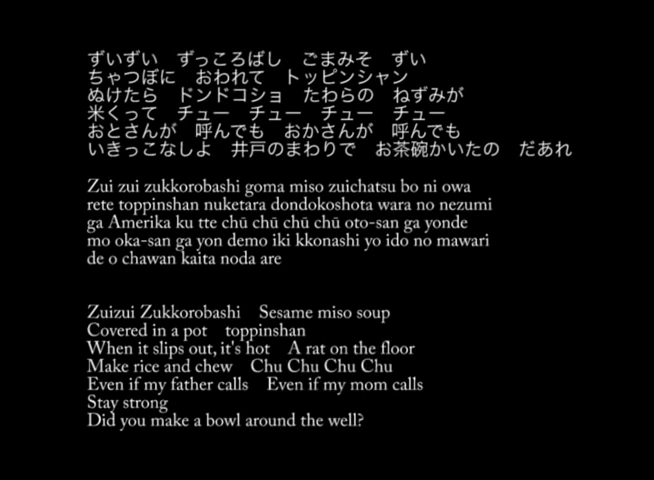 ずいずい　ずっころばし　ごまみそ　ずい
ちゃつぼに　おわれて　トッピンシャン
ぬけたら　ドンドコショ　たわらの　ねずみが
米くって　チュー　チュー　チュー　チュー
おとさんが　呼んでも　おかさんが　呼んでも
いきっこなしよ　井戸のまわりで　お茶碗かいたの　だあれ
Zui zui zukkorobashi goma miso zuichatsu bo ni owa
rete toppinshan nuketara dondokoshota wara no nezumi
ga Amerika ku tte chū chū chū chū oto-san ga yonde
mo oka-san ga yon demo iki kkonashi yo ido no mawari
de o chawan kaita noda are
Zuizui Zukkorobashi　Sesame miso soup
Covered in a pot　toppinshan
When it slips out, it's hot　A rat on the floor
Make rice and chew　Chu Chu Chu Chu
Even if my father calls　Even if my mom calls
Stay strong
Did you make a bowl around the well?